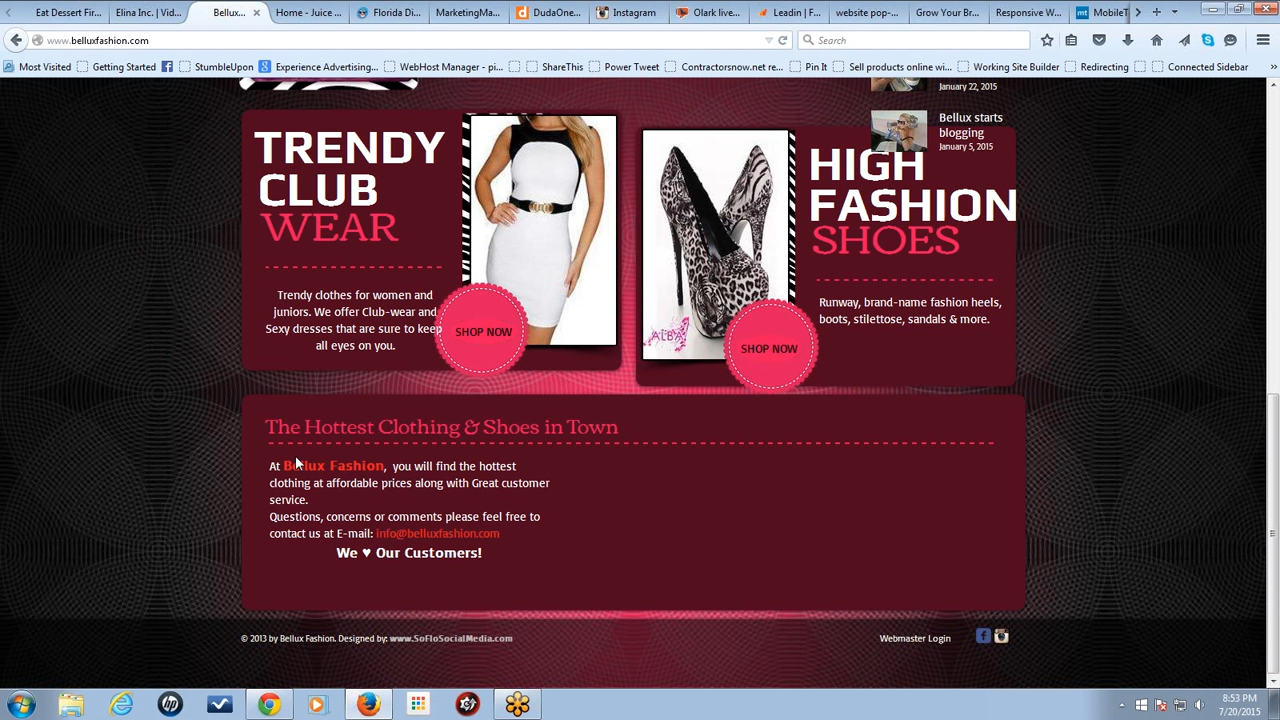 Eat Dessert Fir...
Elina Inc. | Vid...
Bellux...
Home - Juice ...
Florida Di...
MarketingMa...
DudaOne...
Instagram
Olark live...
Leadin | F...
website pop-...
Grow Your Br...
Responsive W...
mt MobileT
www.belluxfashion.com
Search
Most Visited
Getting Started
StumbleUpon
Experience Advertising...
WebHost Manager - pi...
ShareThis
Power Tweet
Contractorsnow.net re...
Pin It
Sell products online wi...
Working Site Builder
Redirecting
Connected Sidebar
January 22, 2015
Bellux starts
blogging
January 5, 2015
TRENDY
CLUB
WEAR
Trendy clothes for women and
juniors. We offer Club-wear and
Sexy dresses that are sure to keep
all eyes on you.
SHOP NOW
ALBA
SHOP NOW
HIGH
FASHION
SHOES
Runway, brand-name fashion heels,
boots, stilettose, sandals & more.
The Hottest Clothing & Shoes in Town
At Bellux Fashion, you will find the hottest
clothing at affordable prices along with Great customer
service.
Questions, concerns or comments please feel free to
contact us at E-mail: info@belluxfashion.com
We ♥ Our Customers!
© 2013 by Bellux Fashion. Designed by: www.SoFloSocialMedia.com
Webmaster Login
8:53 PM
7/20/2015